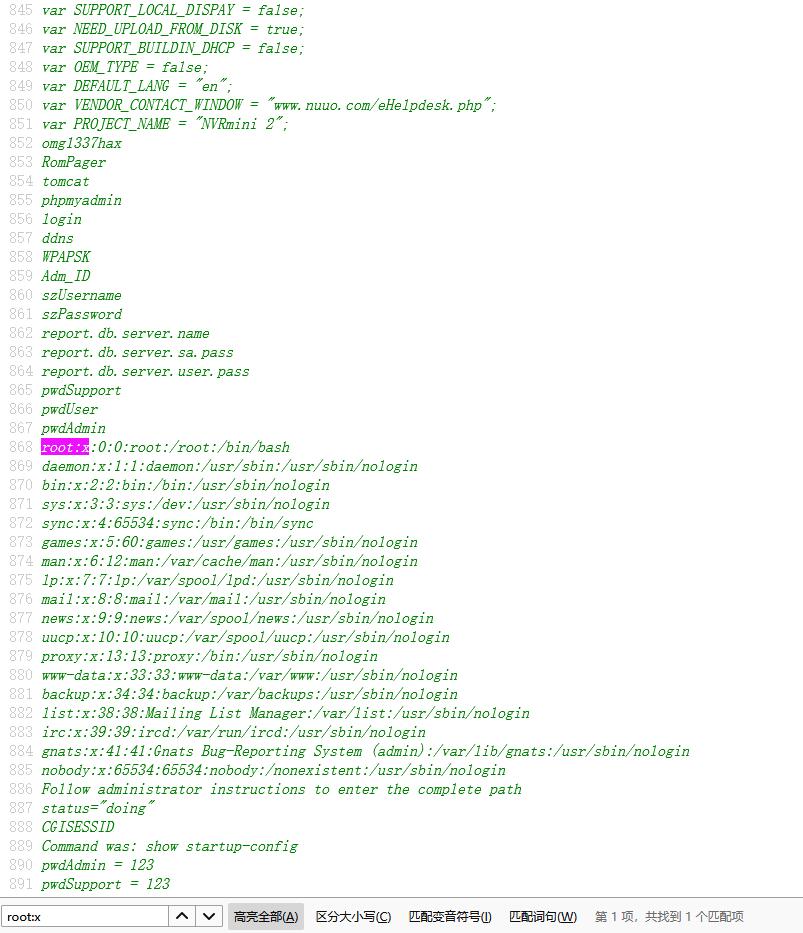 845 var SUPPORT_LOCAL_DISPAY = false;
846 var NEED_UPLOAD_FROM_DISK = true;
847 var SUPPORT_BUILDIN_DHCP = false;
848 var OEM_TYPE = false;
849 var DEFAULT_LANG = "en";
850 var VENDOR_CONTACT_WINDOW = "www.nuuo.com/eHelpdesk.php";
851 var PROJECT_NAME = "NVRmini 2";
852 omg1337hax
853 RomPager
854 tomcat
855 phpmyadmin
856 login
857 ddns
858 WPAPSK
859 Adm_ID
860 szUsername
861 szPassword
862 report.db.server.name
863 report.db.server.sa.pass
864 report.db.server.user.pass
865 pwdSupport
866 pwdUser
867 pwdAdmin
868 root:x:0:0:root:/root:/bin/bash
869 daemon:x:1:1:daemon:/usr/sbin:/usr/sbin/nologin
870 bin:x:2:2:bin:/bin:/usr/sbin/nologin
871 sys:x:3:3:sys:/dev:/usr/sbin/nologin
872 sync:x:4:65534:sync:/bin:/bin/sync
873 games:x:5:60:games:/usr/games:/usr/sbin/nologin
874 man:x:6:12:man:/var/cache/man:/usr/sbin/nologin
875 lp:x:7:7:lp:/var/spool/lpd:/usr/sbin/nologin
876 mail:x:8:8:mail:/var/mail:/usr/sbin/nologin
877 news:x:9:9:news:/var/spool/news:/usr/sbin/nologin
878 uucp:x:10:10:uucp:/var/spool/uucp:/usr/sbin/nologin
879 proxy:x:13:13:proxy:/bin:/usr/sbin/nologin
880 www-data:x:33:33:www-data:/var/www:/usr/sbin/nologin
881 backup:x:34:34:backup:/var/backups:/usr/sbin/nologin
882 list:x:38:38:Mailing List Manager:/var/list:/usr/sbin/nologin
883 irc:x:39:39:ircd:/var/run/ircd:/usr/sbin/nologin
884 gnats:x:41:41:Gnats Bug-Reporting System (admin):/var/lib/gnats:/usr/sbin/nologin
885 nobody:x:65534:65534:nobody:/nonexistent:/usr/sbin/nologin
886 Follow administrator instructions to enter the complete path
887 status="doing"
888 CGISESSID
889 Command was: show startup-config
890 pwdAdmin = 123
891 pwdSupport = 123
root:x 高亮全部(A) 区分大小写(C) 匹配变音符号(I) 匹配词句(W) 第 1 项，共找到 1 个匹配项